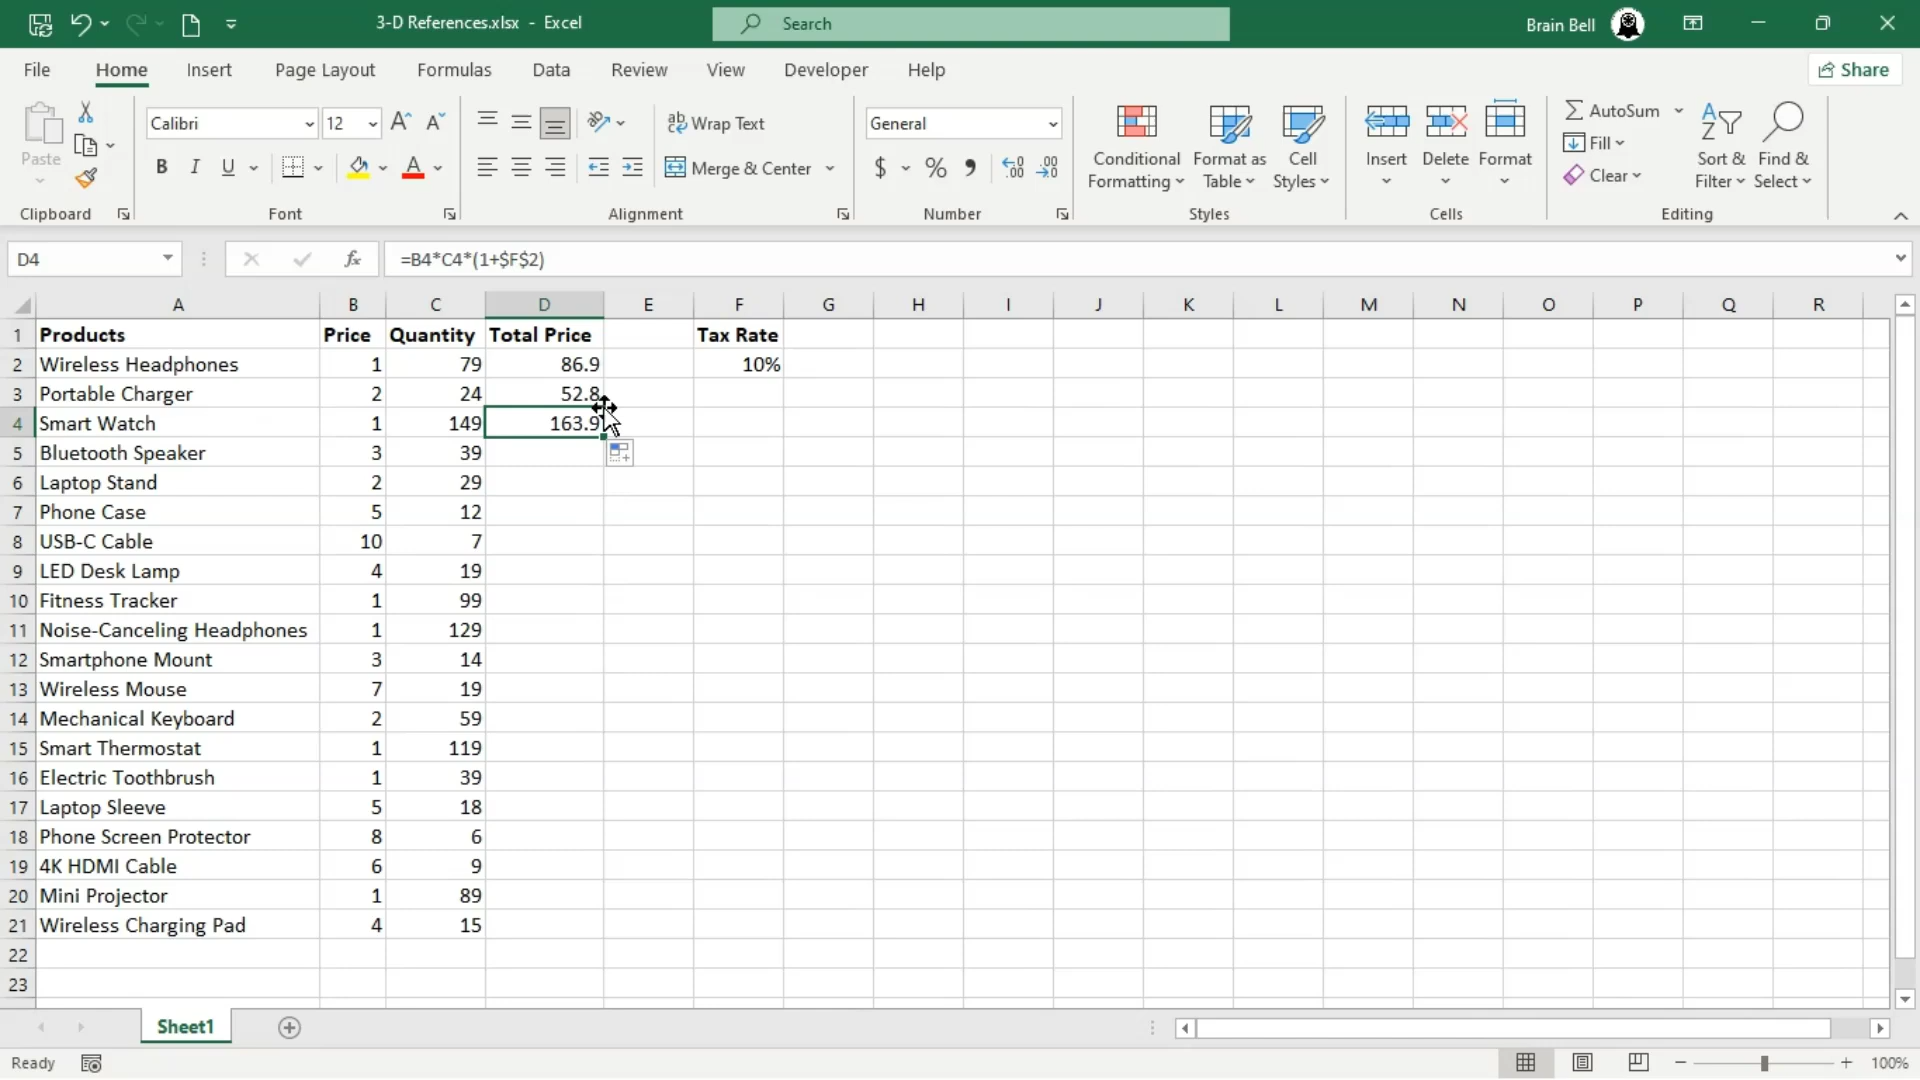 3-D References.xlsx - Excel
Search
Brain Bell
File Home Insert Page Layout Formulas Data Review View Developer Help Share
Paste
Clipboard
Calibri 12
B I U A
Font
Wrap Text
Merge & Center
Alignment
General
$ % ,
Number
Conditional Formatting
Format as Table
Cell Styles
Styles
Insert Delete Format
Cells
AutoSum
Fill
Clear
Sort & Filter
Find & Select
Editing
D4 fx =B4*C4*(1+$F$2)
A B C D E F G H I J K L M N O P Q R
1 Products Price Quantity Total Price Tax Rate
2 Wireless Headphones 1 79 86.9 10%
3 Portable Charger 2 24 52.8
4 Smart Watch 1 149 163.9
5 Bluetooth Speaker 3 39
6 Laptop Stand 2 29
7 Phone Case 5 12
8 USB-C Cable 10 7
9 LED Desk Lamp 4 19
10 Fitness Tracker 1 99
11 Noise-Canceling Headphones 1 129
12 Smartphone Mount 3 14
13 Wireless Mouse 7 19
14 Mechanical Keyboard 2 59
15 Smart Thermostat 1 119
16 Electric Toothbrush 1 39
17 Laptop Sleeve 5 18
18 Phone Screen Protector 8 6
19 4K HDMI Cable 6 9
20 Mini Projector 1 89
21 Wireless Charging Pad 4 15
22
23
Sheet1
Ready
100%